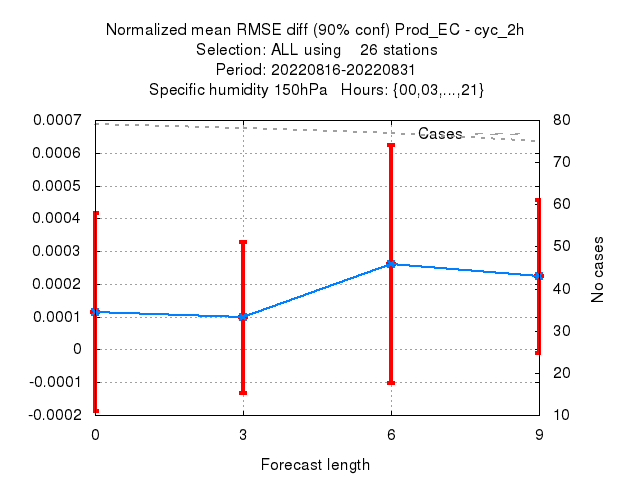 Normalized mean RMSE diff (90% conf) Prod_EC - cyc_2h
Selection: ALL using    26 stations
Period: 20220816-20220831
Specific humidity 150hPa   Hours: {00,03,...,21}
0.0007
0.0006
0.0005
0.0004
0.0003
0.0002
0.0001
0
-0.0001
-0.0002
Cases
80
70
60
50
40
30
20
10
No cases
0 3 6 9
Forecast length